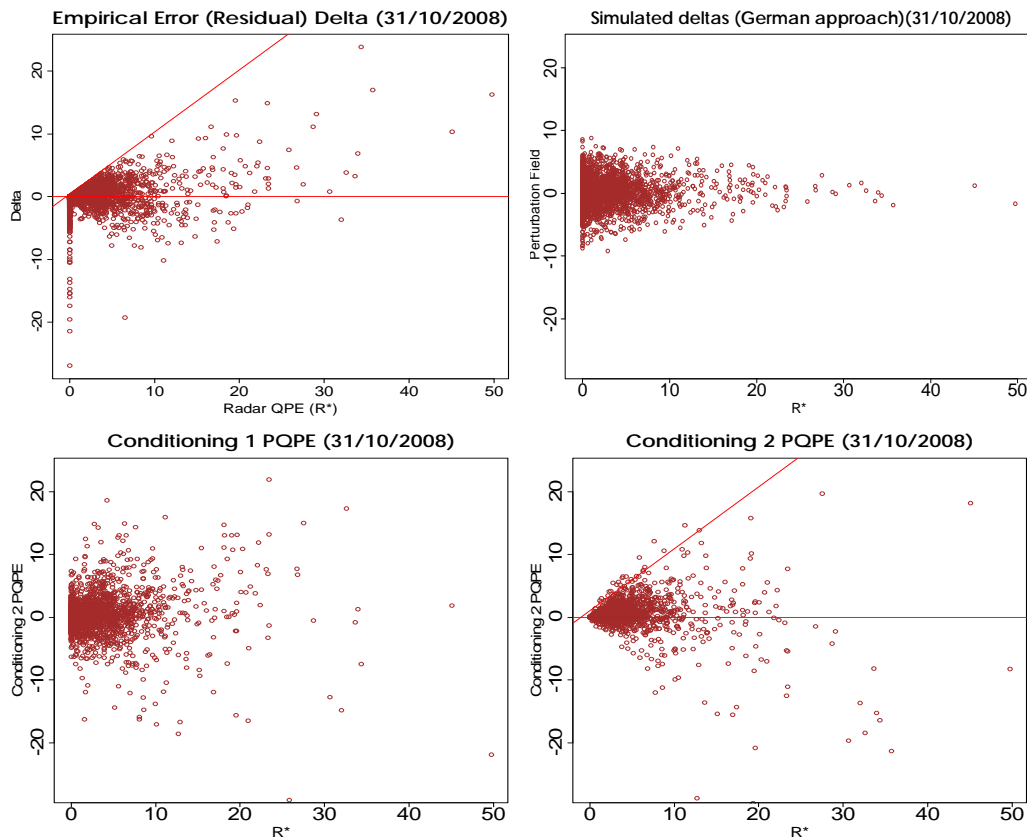 Empirical Error (Residual) Delta (31/10/2008)
Delta
20
10
0
-10
-20
0 10 20 30 40 50
Radar QPE (R*)
Simulated deltas (German approach)(31/10/2008)
Perturbation Field
20
10
0
-10
-20
0 10 20 30 40 50
R*
Conditioning 1 PQPE (31/10/2008)
Conditioning 2 PQPE
20
10
0
-10
-20
0 10 20 30 40 50
R*
Conditioning 2 PQPE (31/10/2008)
Conditioning 2 PQPE
20
10
0
-10
-20
0 10 20 30 40 50
R*